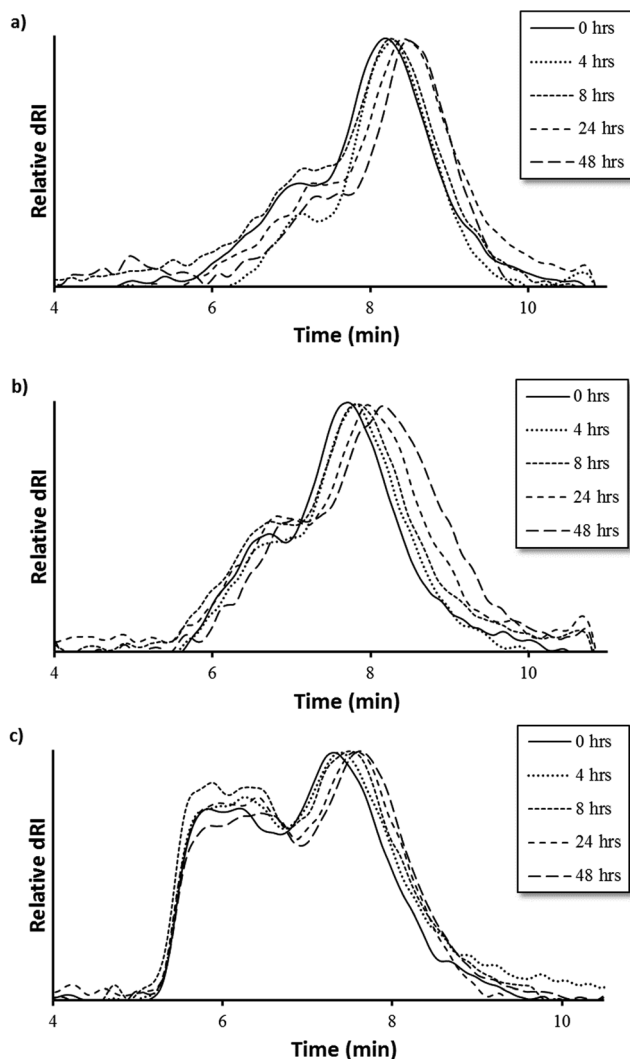 a)
Relative dRI
0 hrs
4 hrs
8 hrs
24 hrs
48 hrs
4
6
8
10
Time (min)
b)
Relative dRI
0 hrs
4 hrs
8 hrs
24 hrs
48 hrs
4
6
8
10
Time (min)
c)
Relative dRI
0 hrs
4 hrs
8 hrs
24 hrs
48 hrs
4
6
8
10
Time (min)